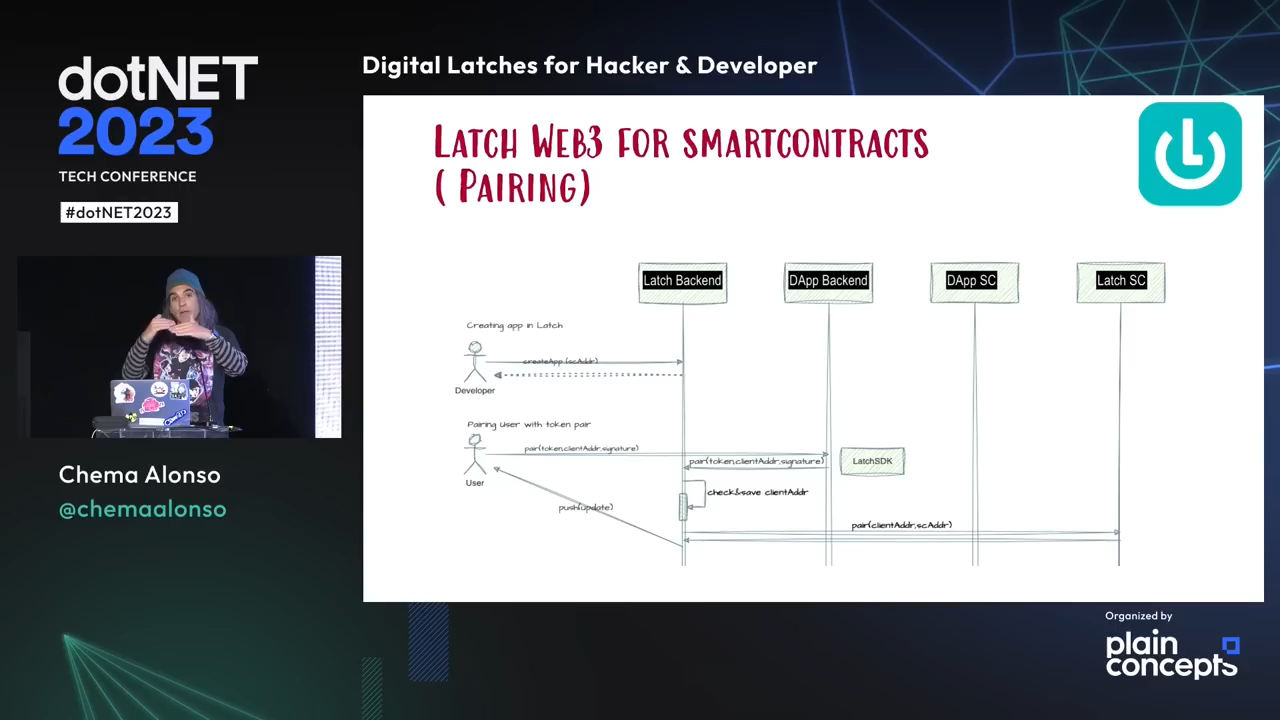 dotNET
2023
TECH CONFERENCE
#dotNET2023
Chema Alonso
@chemaalonso
Digital Latches for Hacker & Developer
LATCH WEB3 FOR SMARTCONTRACTS
( PAIRING)
Latch Backend
DApp Backend
DApp SC
Latch SC
Creating app in Latch
createApp (scAddr)
Developer
Pairing User with token pair
pair(token,clientAddr,signature)
pair(token,clientAddr,signature)
LatchSDK
User
check&save clientAddr
push(update)
pair(clientAddr,scAddr)
Organized by
plain
concepts